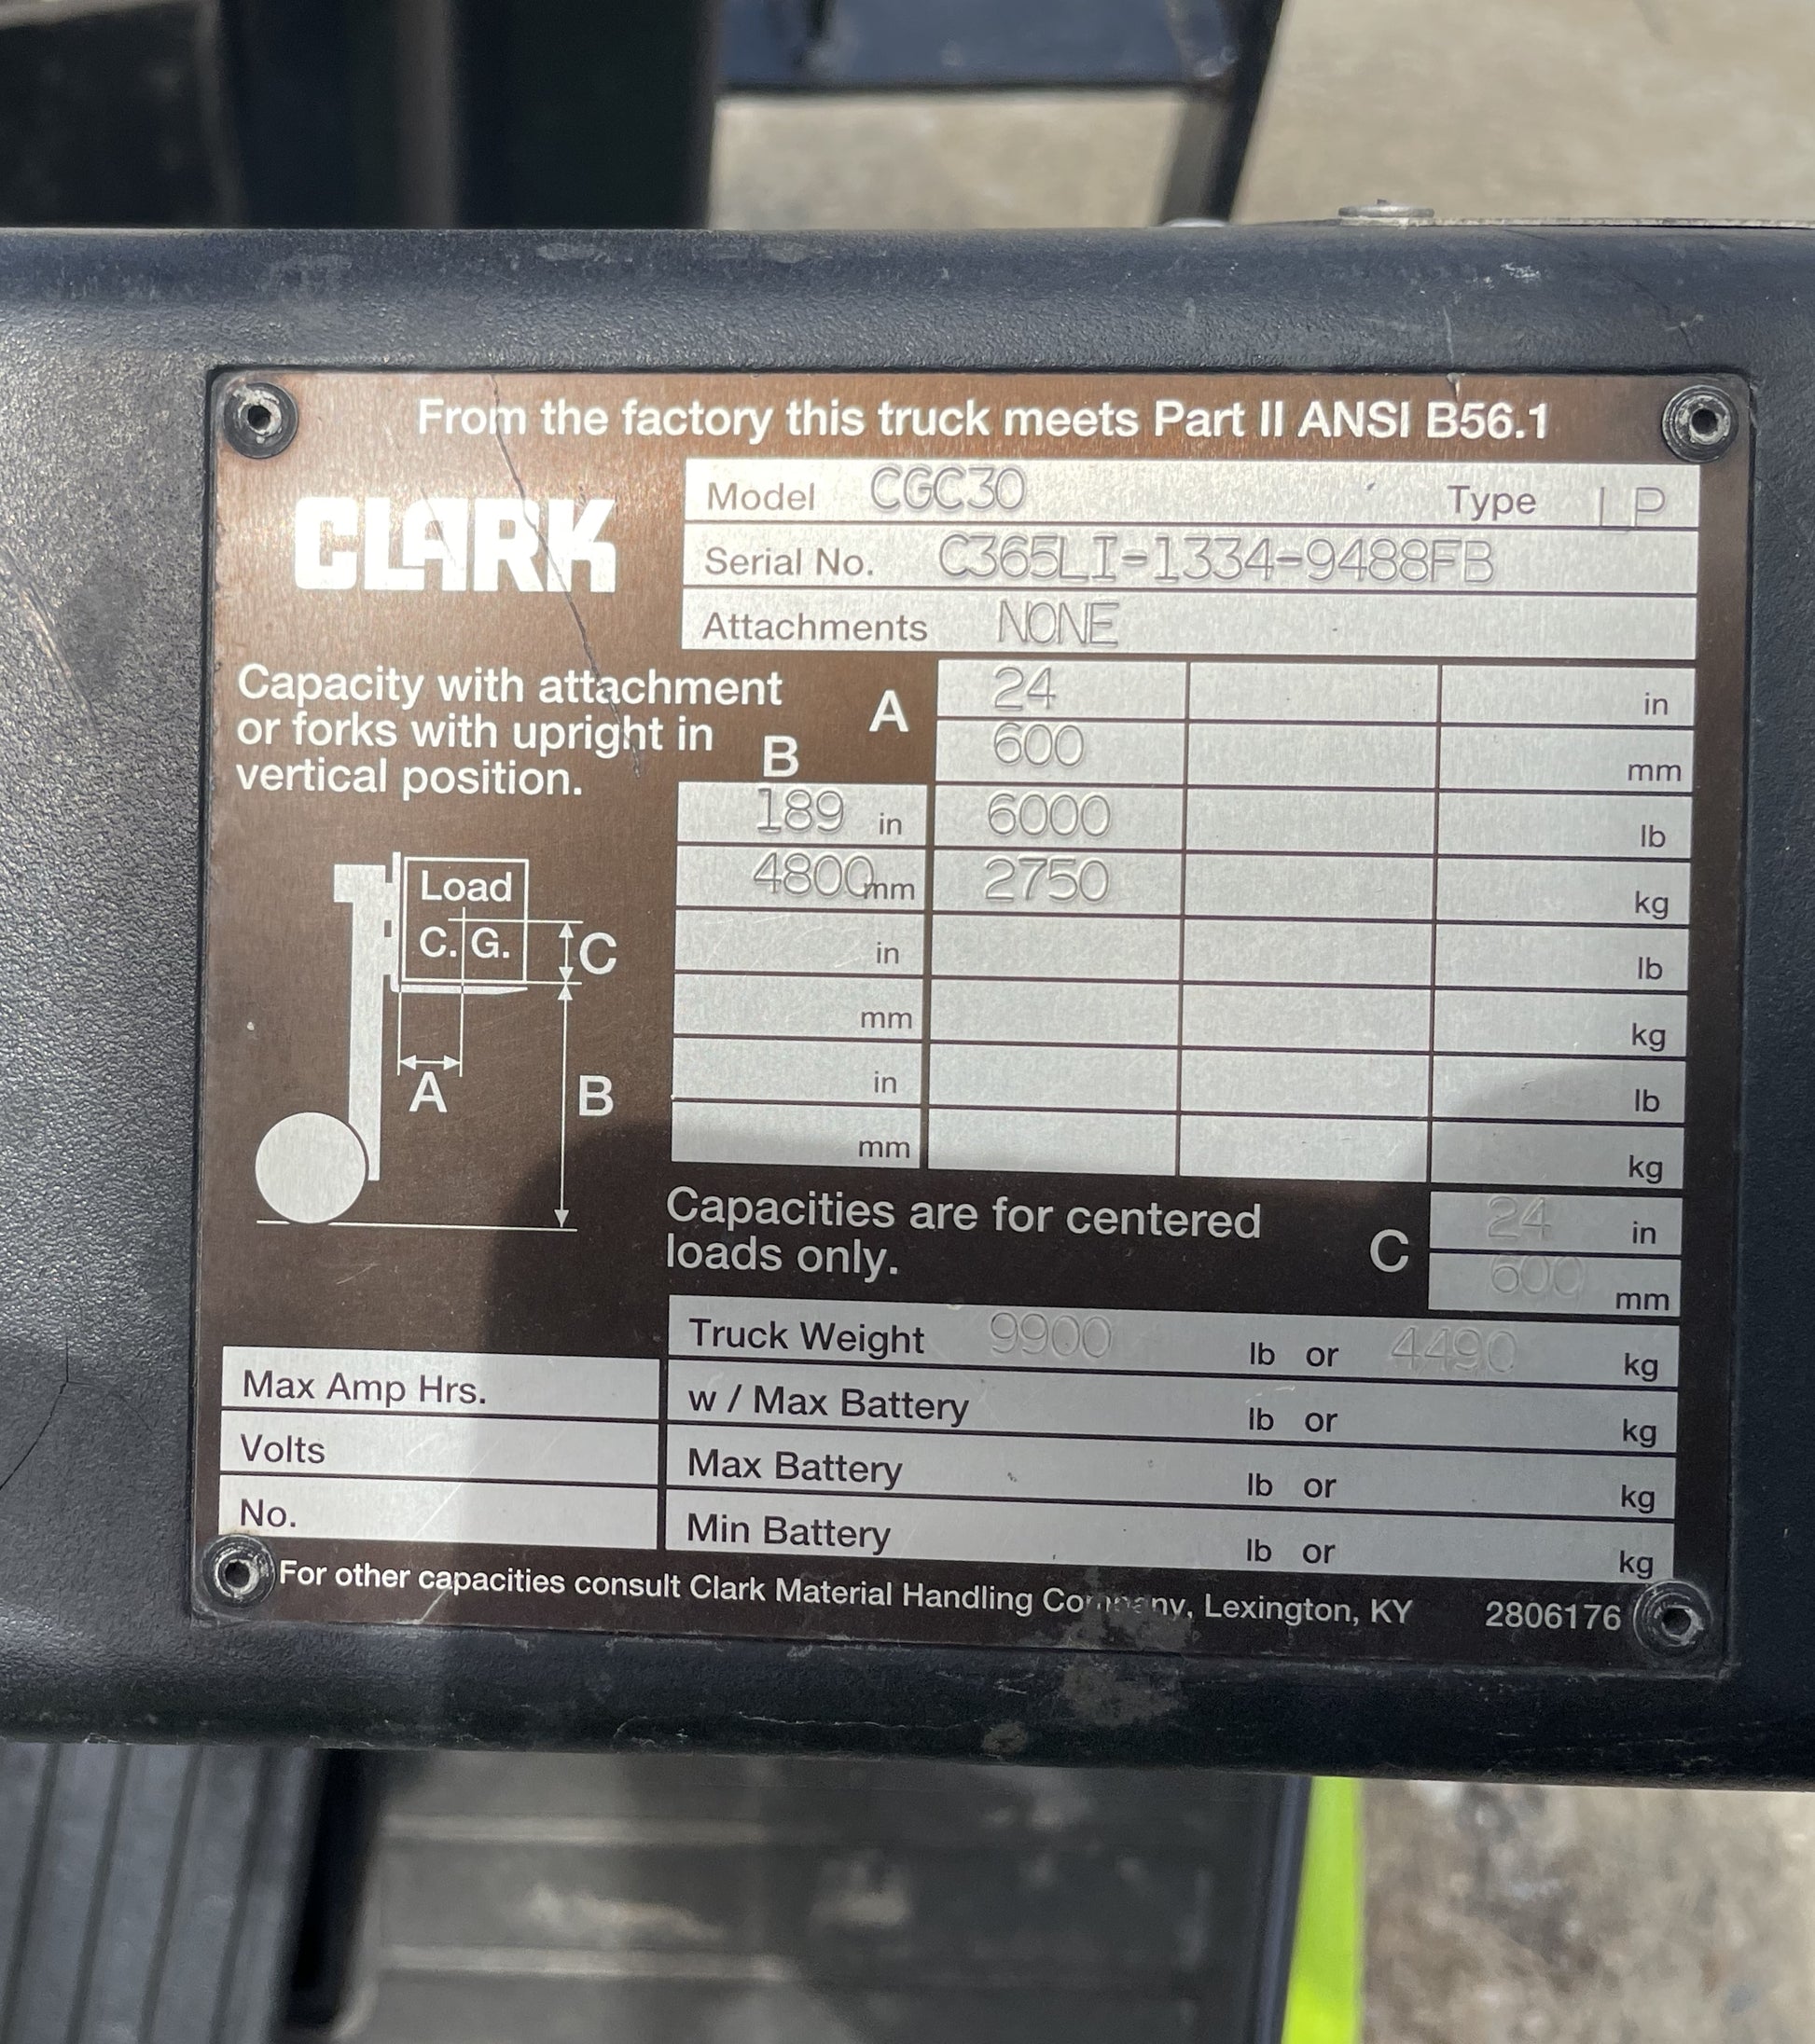 From the factory this truck meets Part II ANSI B56.1
CLARK
Model CGC30 Type LP
Serial No. C365LI-1334-9488FB
Attachments NONE
Capacity with attachment
or forks with upright in
vertical position.
A
24 in
600 mm
B
189 in 6000 lb
4800 mm 2750 kg
in lb
mm kg
in lb
mm kg
Load
C. G.
C
A
B
Capacities are for centered
loads only.
C
24 in
600 mm
Truck Weight 9900 lb or 4490 kg
w / Max Battery lb or kg
Max Battery lb or kg
Min Battery lb or kg
Max Amp Hrs.
Volts
No.
For other capacities consult Clark Material Handling Company, Lexington, KY 2806176